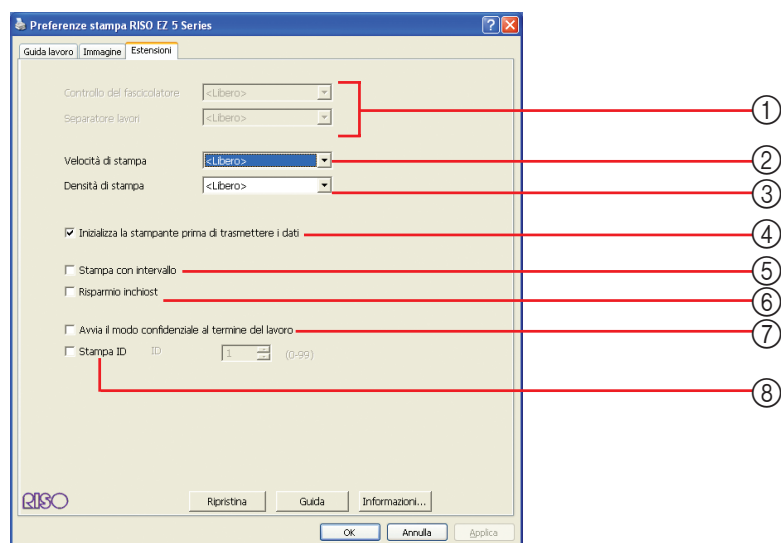 Preferenze stampa RISO EZ 5 Series
Guida lavoro Immagine Estensioni
Controllo del fascicolatore <Libero>
Separatore lavori <Libero>
①
Velocità di stampa <Libero>
②
Densità di stampa <Libero>
③
Inizializza la stampante prima di trasmettere i dati
④
Stampa con intervallo
⑤
Risparmio inchiost
⑥
Avvia il modo confidenziale al termine del lavoro
⑦
Stampa ID ID 1 (0-99)
⑧
RISO Ripristina Guida Informazioni...
OK Annulla Applica